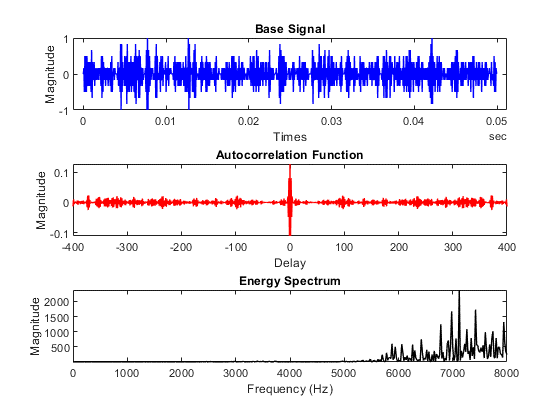 Base Signal
Magnitude
1
0
-1
0 0.01 0.02 0.03 0.04 0.05
Times
sec
Autocorrelation Function
Magnitude
0.1
0
-0.1
-400 -300 -200 -100 0 100 200 300 400
Delay
Energy Spectrum
Magnitude
2000
1500
1000
500
0 1000 2000 3000 4000 5000 6000 7000 8000
Frequency (Hz)